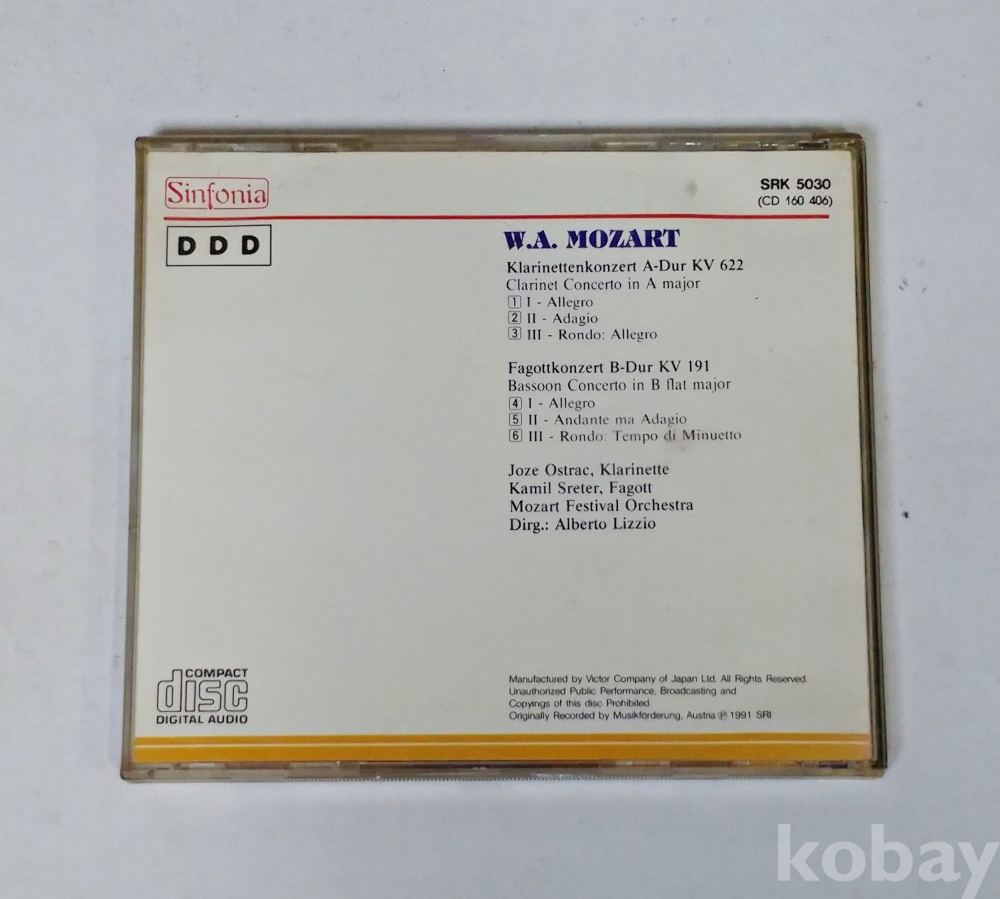 Sinfonia
SRK 5030
(CD 160 406)
DDD
W.A. MOZART
Klarinettenkonzert A-Dur KV 622
Clarinet Concerto in A major
1 I - Allegro
2 II - Adagio
3 III - Rondo: Allegro
Fagottkonzert B-Dur KV 191
Bassoon Concerto in B flat major
4 I - Allegro
5 II - Andante ma Adagio
6 III - Rondo: Tempo di Minuetto
Joze Ostrac, Klarinette
Kamil Sreter, Fagott
Mozart Festival Orchestra
Dirg.: Alberto Lizzio
COMPACT
disc
DIGITAL AUDIO
Manufactured by Victor Company of Japan Ltd. All Rights Reserved.
Unauthorized Public Performance, Broadcasting and
Copyings of this disc Prohibited.
Originally Recorded by Musikförderung, Austria ℗ 1991 SRI
kobay